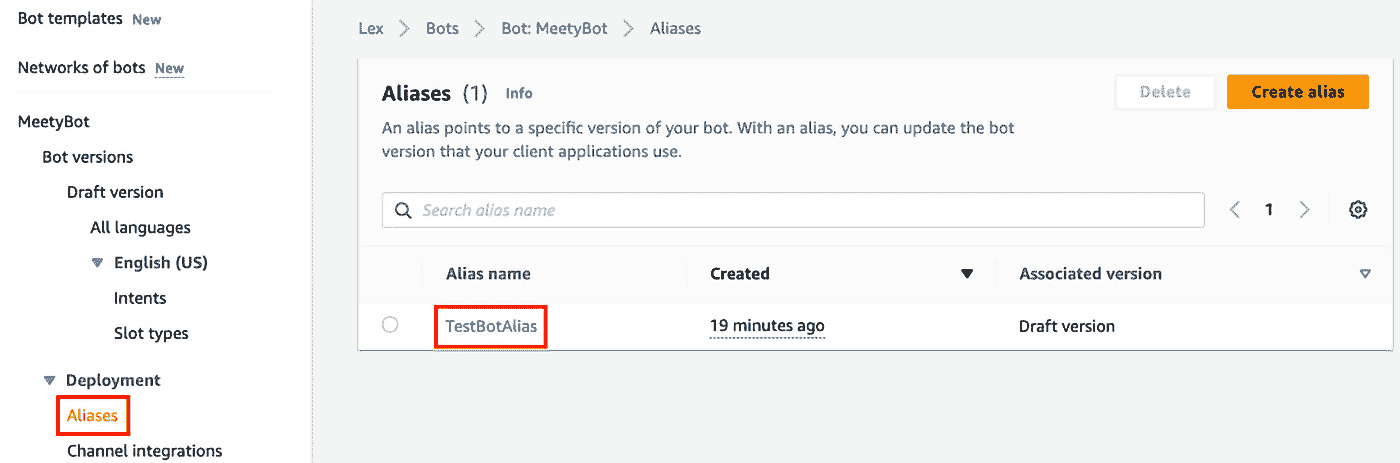 Bot templates New
Networks of bots New
MeetyBot
Bot versions
Draft version
All languages
English (US)
Intents
Slot types
Deployment
Aliases
Channel integrations
Lex > Bots > Bot: MeetyBot > Aliases
Aliases (1) Info
Delete
Create alias
An alias points to a specific version of your bot. With an alias, you can update the bot
version that your client applications use.
Search alias name
1
Alias name Created Associated version
TestBotAlias 19 minutes ago Draft version